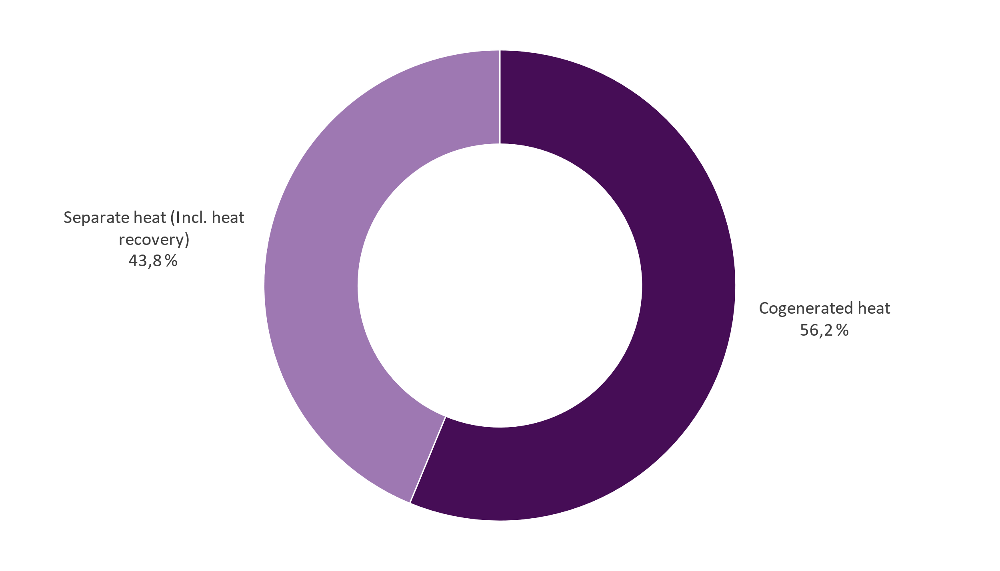 Separate heat (Incl. heat
recovery)
43,8 %
Cogenerated heat
56,2 %